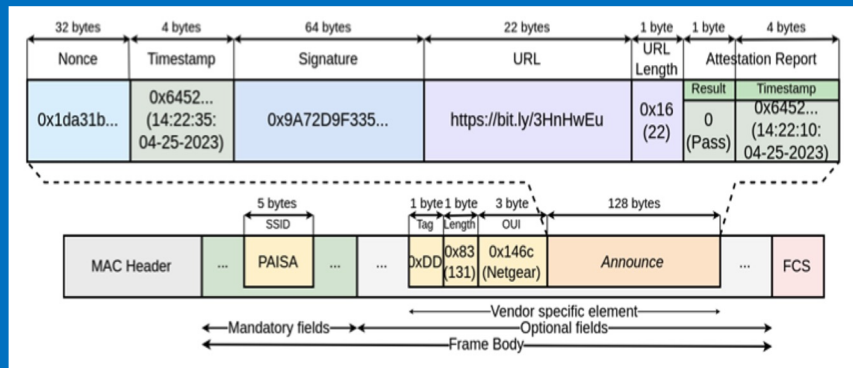 32 bytes 4 bytes 64 bytes 22 bytes 1 byte 1 byte 4 bytes
Nonce Timestamp Signature URL URL Length Attestation Report
Result Timestamp
0x1da31b... 0x6452... (14:22:35: 04-25-2023) 0x9A72D9F335... https://bit.ly/3HnHwEu 0x16 (22) 0 (Pass) 0x6452... (14:22:10: 04-25-2023)
5 bytes 1 byte 1 byte 3 byte 128 bytes
SSID Tag Length OUI
MAC Header ... PAISA ... ... 0xDD 0x83 (131) 0x146c (Netgear) Announce ... FCS
Vendor specific element
Mandatory fields Optional fields
Frame Body